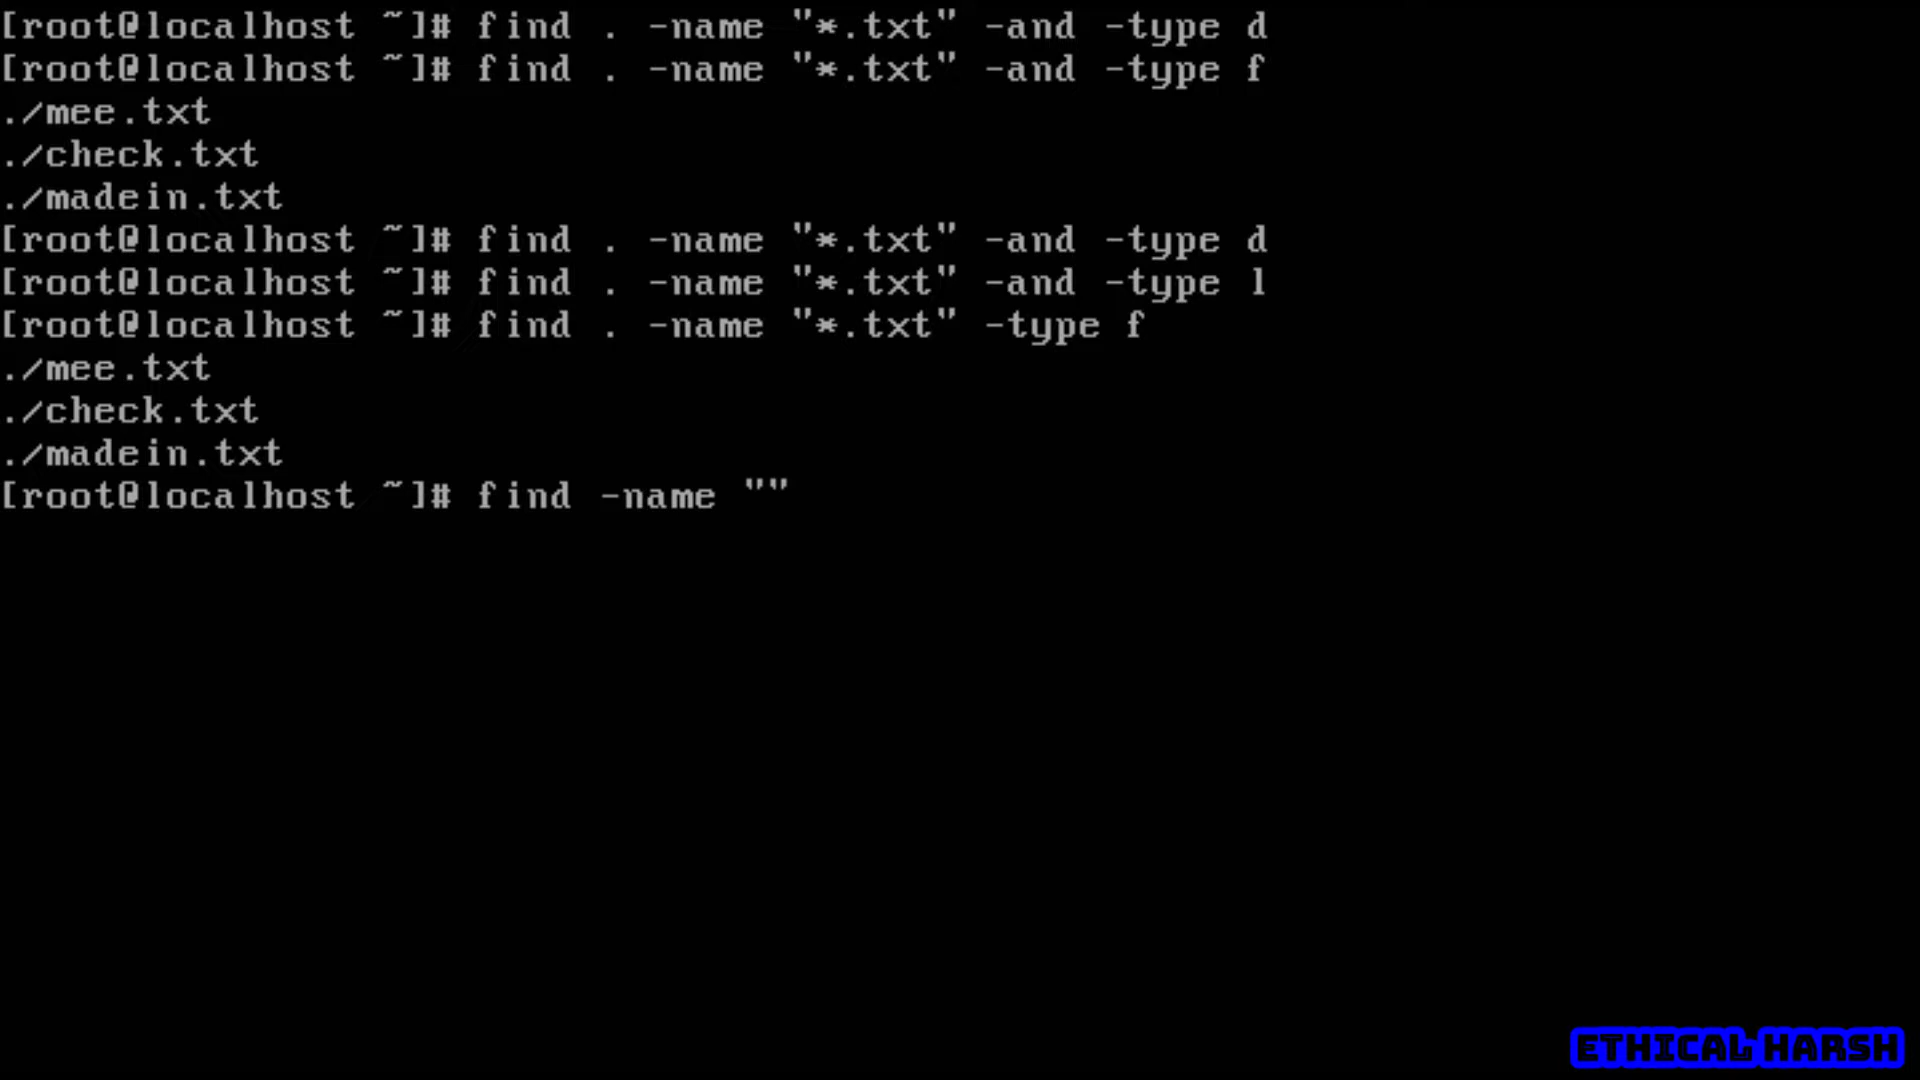 [root@localhost ~]# find . -name "*.txt" -and -type d
[root@localhost ~]# find . -name "*.txt" -and -type f
./mee.txt
./check.txt
./madein.txt
[root@localhost ~]# find . -name "*.txt" -and -type d
[root@localhost ~]# find . -name "*.txt" -and -type l
[root@localhost ~]# find . -name "*.txt" -type f
./mee.txt
./check.txt
./madein.txt
[root@localhost ~]# find -name ""
ETHICAL HARSH